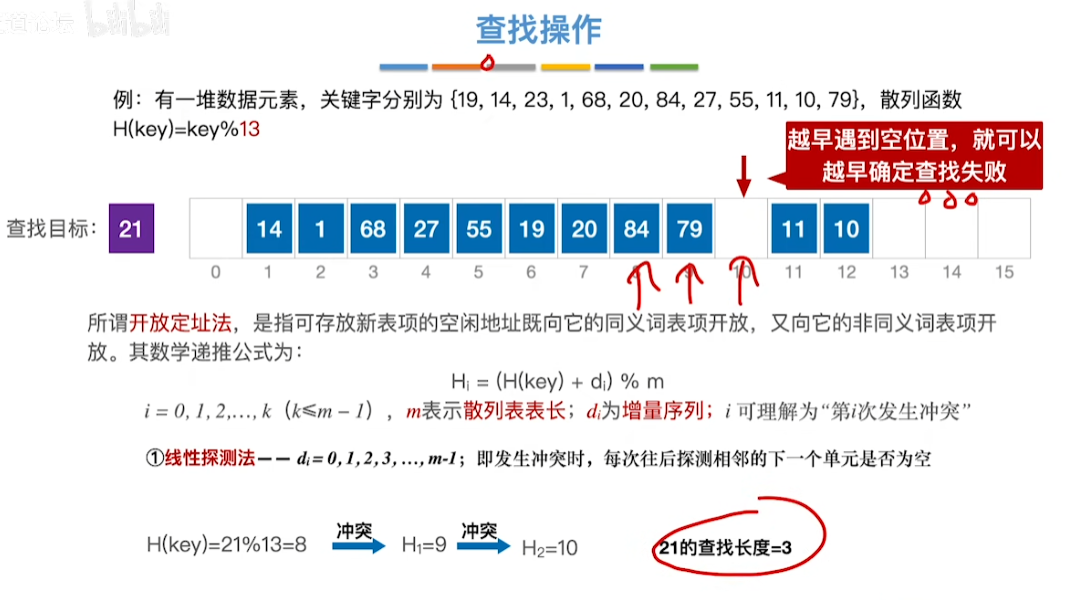 查找操作
例：有一堆数据元素，关键字分别为 {19, 14, 23, 1, 68, 20, 84, 27, 55, 11, 10, 79}，散列函数
H(key)=key%13
越早遇到空位置，就可以
越早确定查找失败
查找目标： 21 14 1 68 27 55 19 20 84 79 11 10
0 1 2 3 4 5 6 7 8 9 10 11 12 13 14 15
所谓开放定址法，是指可存放新表项的空闲地址既向它的同义词表项开放，又向它的非同义词表项开
放。其数学递推公式为：
Hᵢ = (H(key) + dᵢ) % m
i = 0, 1, 2,…, k（k≤m − 1），m表示散列表表长；dᵢ为增量序列；i 可理解为“第i次发生冲突”
①线性探测法—— dᵢ = 0, 1, 2, 3, …, m-1；即发生冲突时，每次往后探测相邻的下一个单元是否为空
冲突 冲突
H(key)=21%13=8 H₁=9 H₂=10 21的查找长度=3